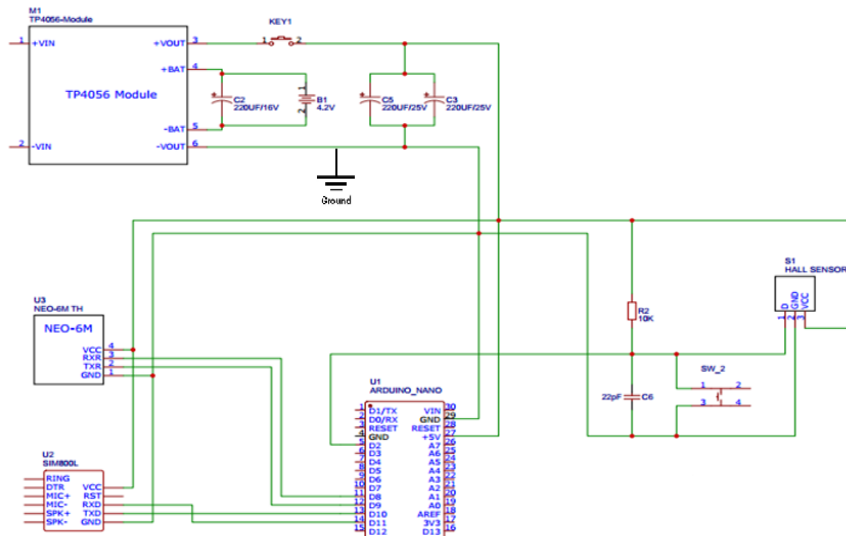 M1
TP4056-Module
KEY1
1 +VIN
+VOUT 3
1 2
+BAT 4
TP4056 Module
C2
220UF/16V
1
B1
2
4,2V
C5
220UF/25V
C3
220UF/25V
-BAT 5
2 -VIN
-VOUT 6
Ground
S1
HALL SENSOR
D
GND
VCC
1 2 3
U3
NEO-6M TH
NEO-6M
VCC 4
RXR 3
TXR 2
GND 1
R2
10K
22pF C6
SW_2
1 2
3 4
U1
ARDUINO_NANO
1 D1/TX VIN 30
2 D0/RX GND 29
3 RESET RESET 28
4 GND +5V 27
5 D2 A7 26
6 D3 A6 25
7 D4 A5 24
8 D5 A4 23
9 D6 A3 22
10 D7 A2 21
11 D8 A1 20
12 D9 A0 19
13 D10 AREF 18
14 D11 3V3 17
15 D12 D13 16
U2
SIM800L
RING
DTR VCC
MIC+ RST
MIC- RXD
SPK+ TXD
SPK- GND